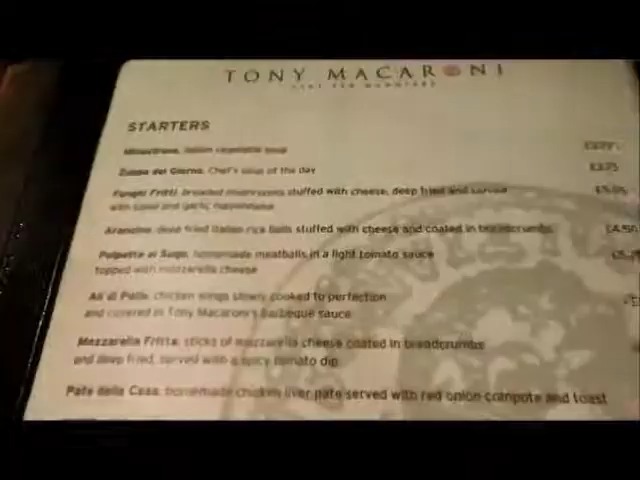 TONY MACARONI
STARTERS
Minestrone, Italian vegetable soup
Zuppa del Giorno, Chef's soup of the day £3.75
Funghi Fritti, breaded mushrooms stuffed with cheese, deep fried and served
with salad and garlic mayonnaise
Arancino, deep fried Italian rice balls stuffed with cheese and coated in breadcrumbs £4.50
Polpette al Sugo, homemade meatballs in a light tomato sauce
topped with mozzarella cheese
Ali di Pollo, chicken wings slowly cooked to perfection
and covered in Tony Macaroni's Barbeque sauce
Mozzarella Fritta, sticks of mozzarella cheese coated in breadcrumbs
and deep fried, served with a spicy tomato dip
Pate della Casa, homemade chicken liver pate served with red onion compote and toast